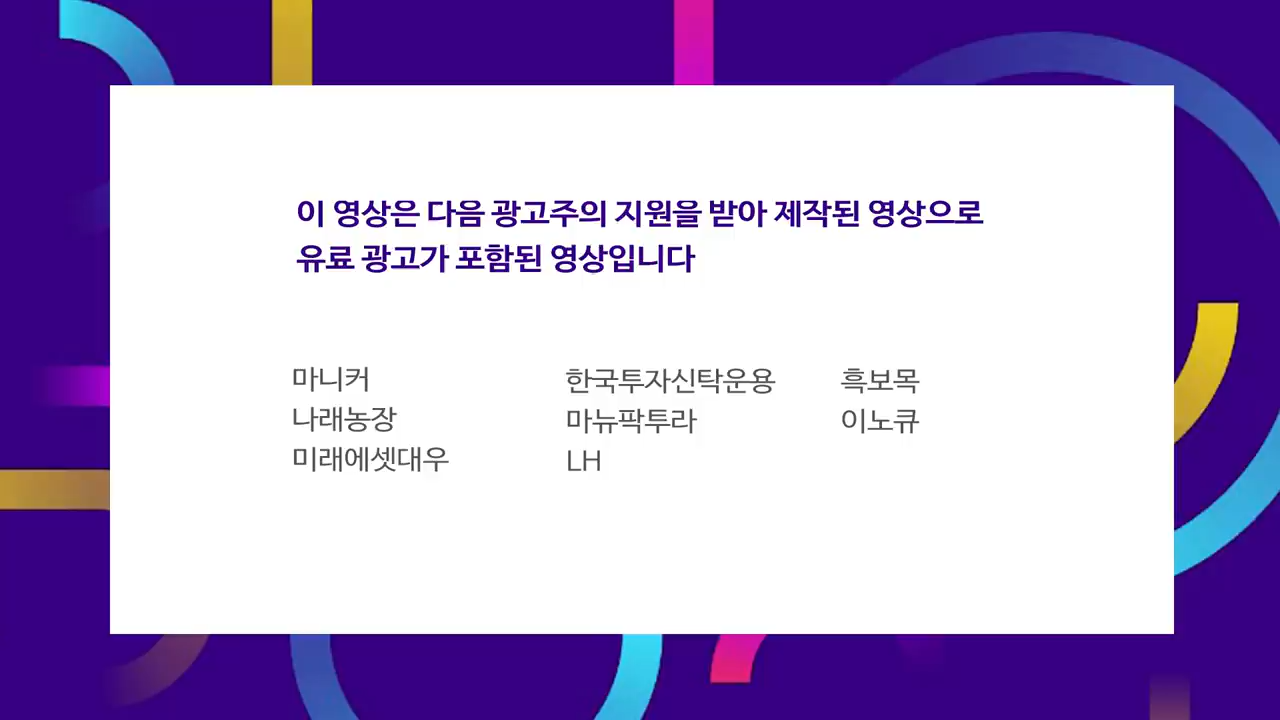 이 영상은 다음 광고주의 지원을 받아 제작된 영상으로
유료 광고가 포함된 영상입니다
마니커
나래농장
미래에셋대우
한국투자신탁운용
마뉴팍투라
LH
흑보목
이노큐